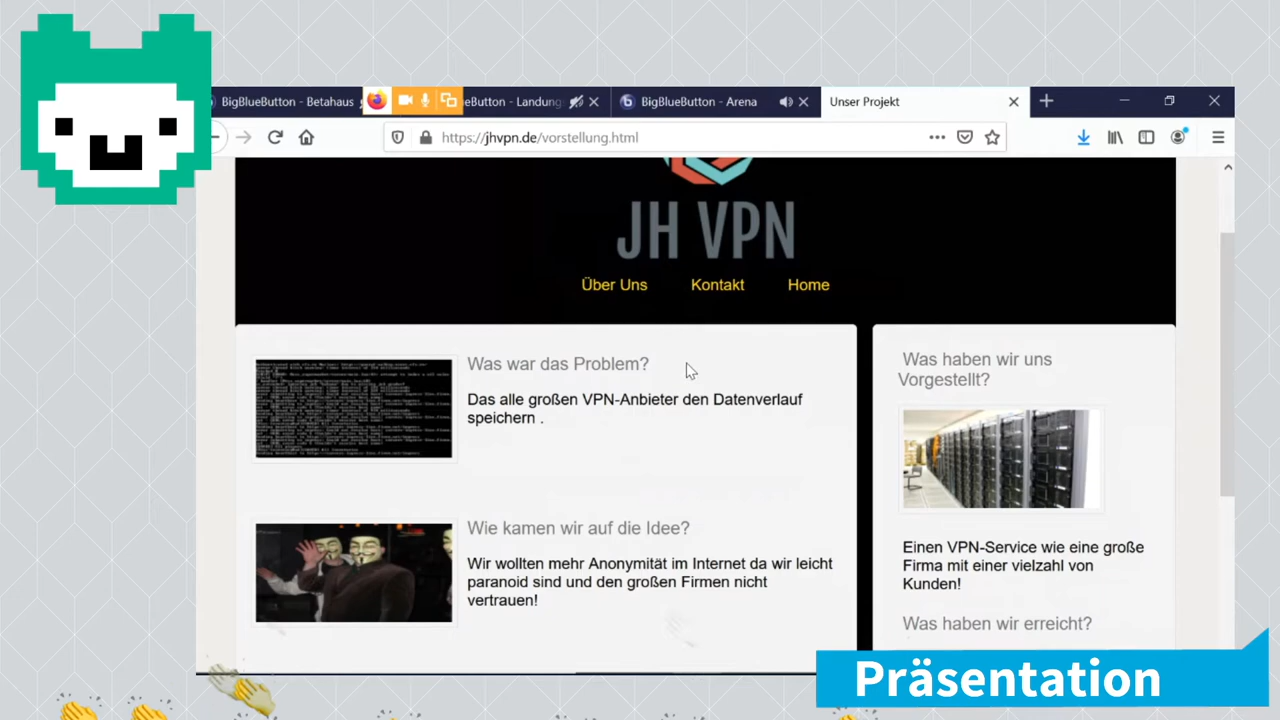 BigBlueButton - Betahaus
eButton - Landung
BigBlueButton - Arena
Unser Projekt
https://jhvpn.de/vorstellung.html
JH VPN
Über Uns
Kontakt
Home
Was war das Problem?
Das alle großen VPN-Anbieter den Datenverlauf
speichern .
Wie kamen wir auf die Idee?
Wir wollten mehr Anonymität im Internet da wir leicht
paranoid sind und den großen Firmen nicht
vertrauen!
Was haben wir uns
Vorgestellt?
Einen VPN-Service wie eine große
Firma mit einer vielzahl von
Kunden!
Was haben wir erreicht?
Präsentation